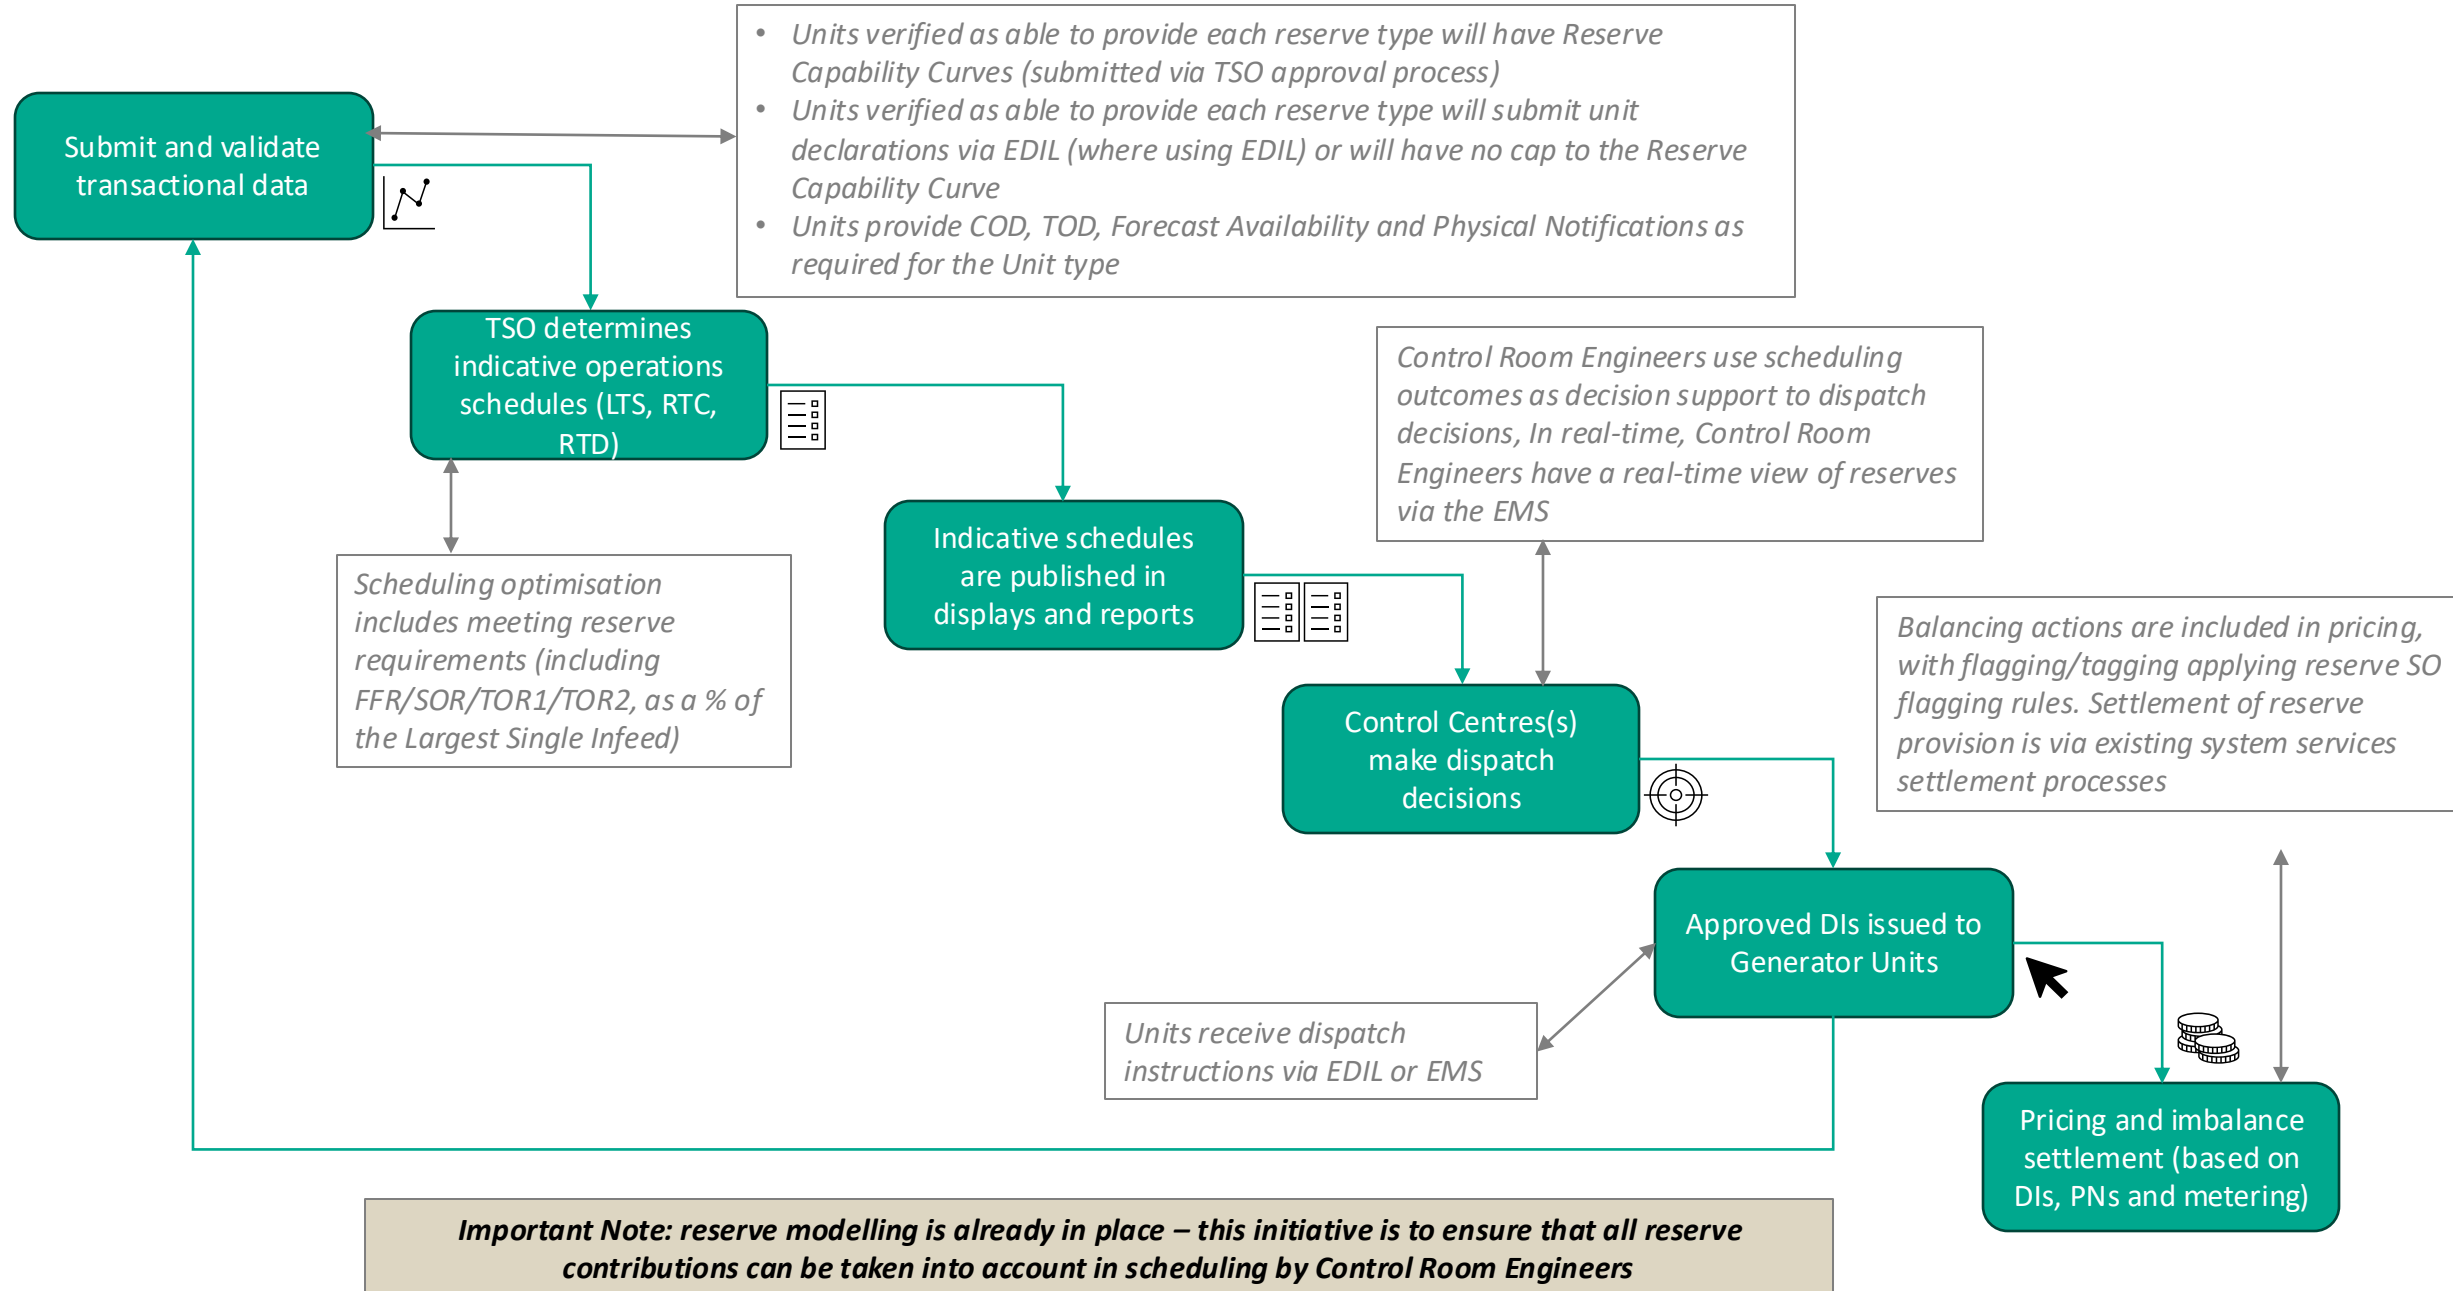 • Units verified as able to provide each reserve type will have Reserve
Capability Curves (submitted via TSO approval process)
• Units verified as able to provide each reserve type will submit unit
declarations via EDIL (where using EDIL) or will have no cap to the Reserve
Capability Curve
• Units provide COD, TOD, Forecast Availability and Physical Notifications as
required for the Unit type
Submit and validate
transactional data
TSO determines
indicative operations
schedules (LTS, RTC,
RTD)
Control Room Engineers use scheduling
outcomes as decision support to dispatch
decisions, In real-time, Control Room
Engineers have a real-time view of reserves
via the EMS
Scheduling optimisation
includes meeting reserve
requirements (including
FFR/SOR/TOR1/TOR2, as a % of
the Largest Single Infeed)
Indicative schedules
are published in
displays and reports
Balancing actions are included in pricing,
with flagging/tagging applying reserve SO
flagging rules. Settlement of reserve
provision is via existing system services
settlement processes
Control Centres(s)
make dispatch
decisions
Approved DIs issued to
Generator Units
Units receive dispatch
instructions via EDIL or EMS
Pricing and imbalance
settlement (based on
DIs, PNs and metering)
Important Note: reserve modelling is already in place – this initiative is to ensure that all reserve
contributions can be taken into account in scheduling by Control Room Engineers